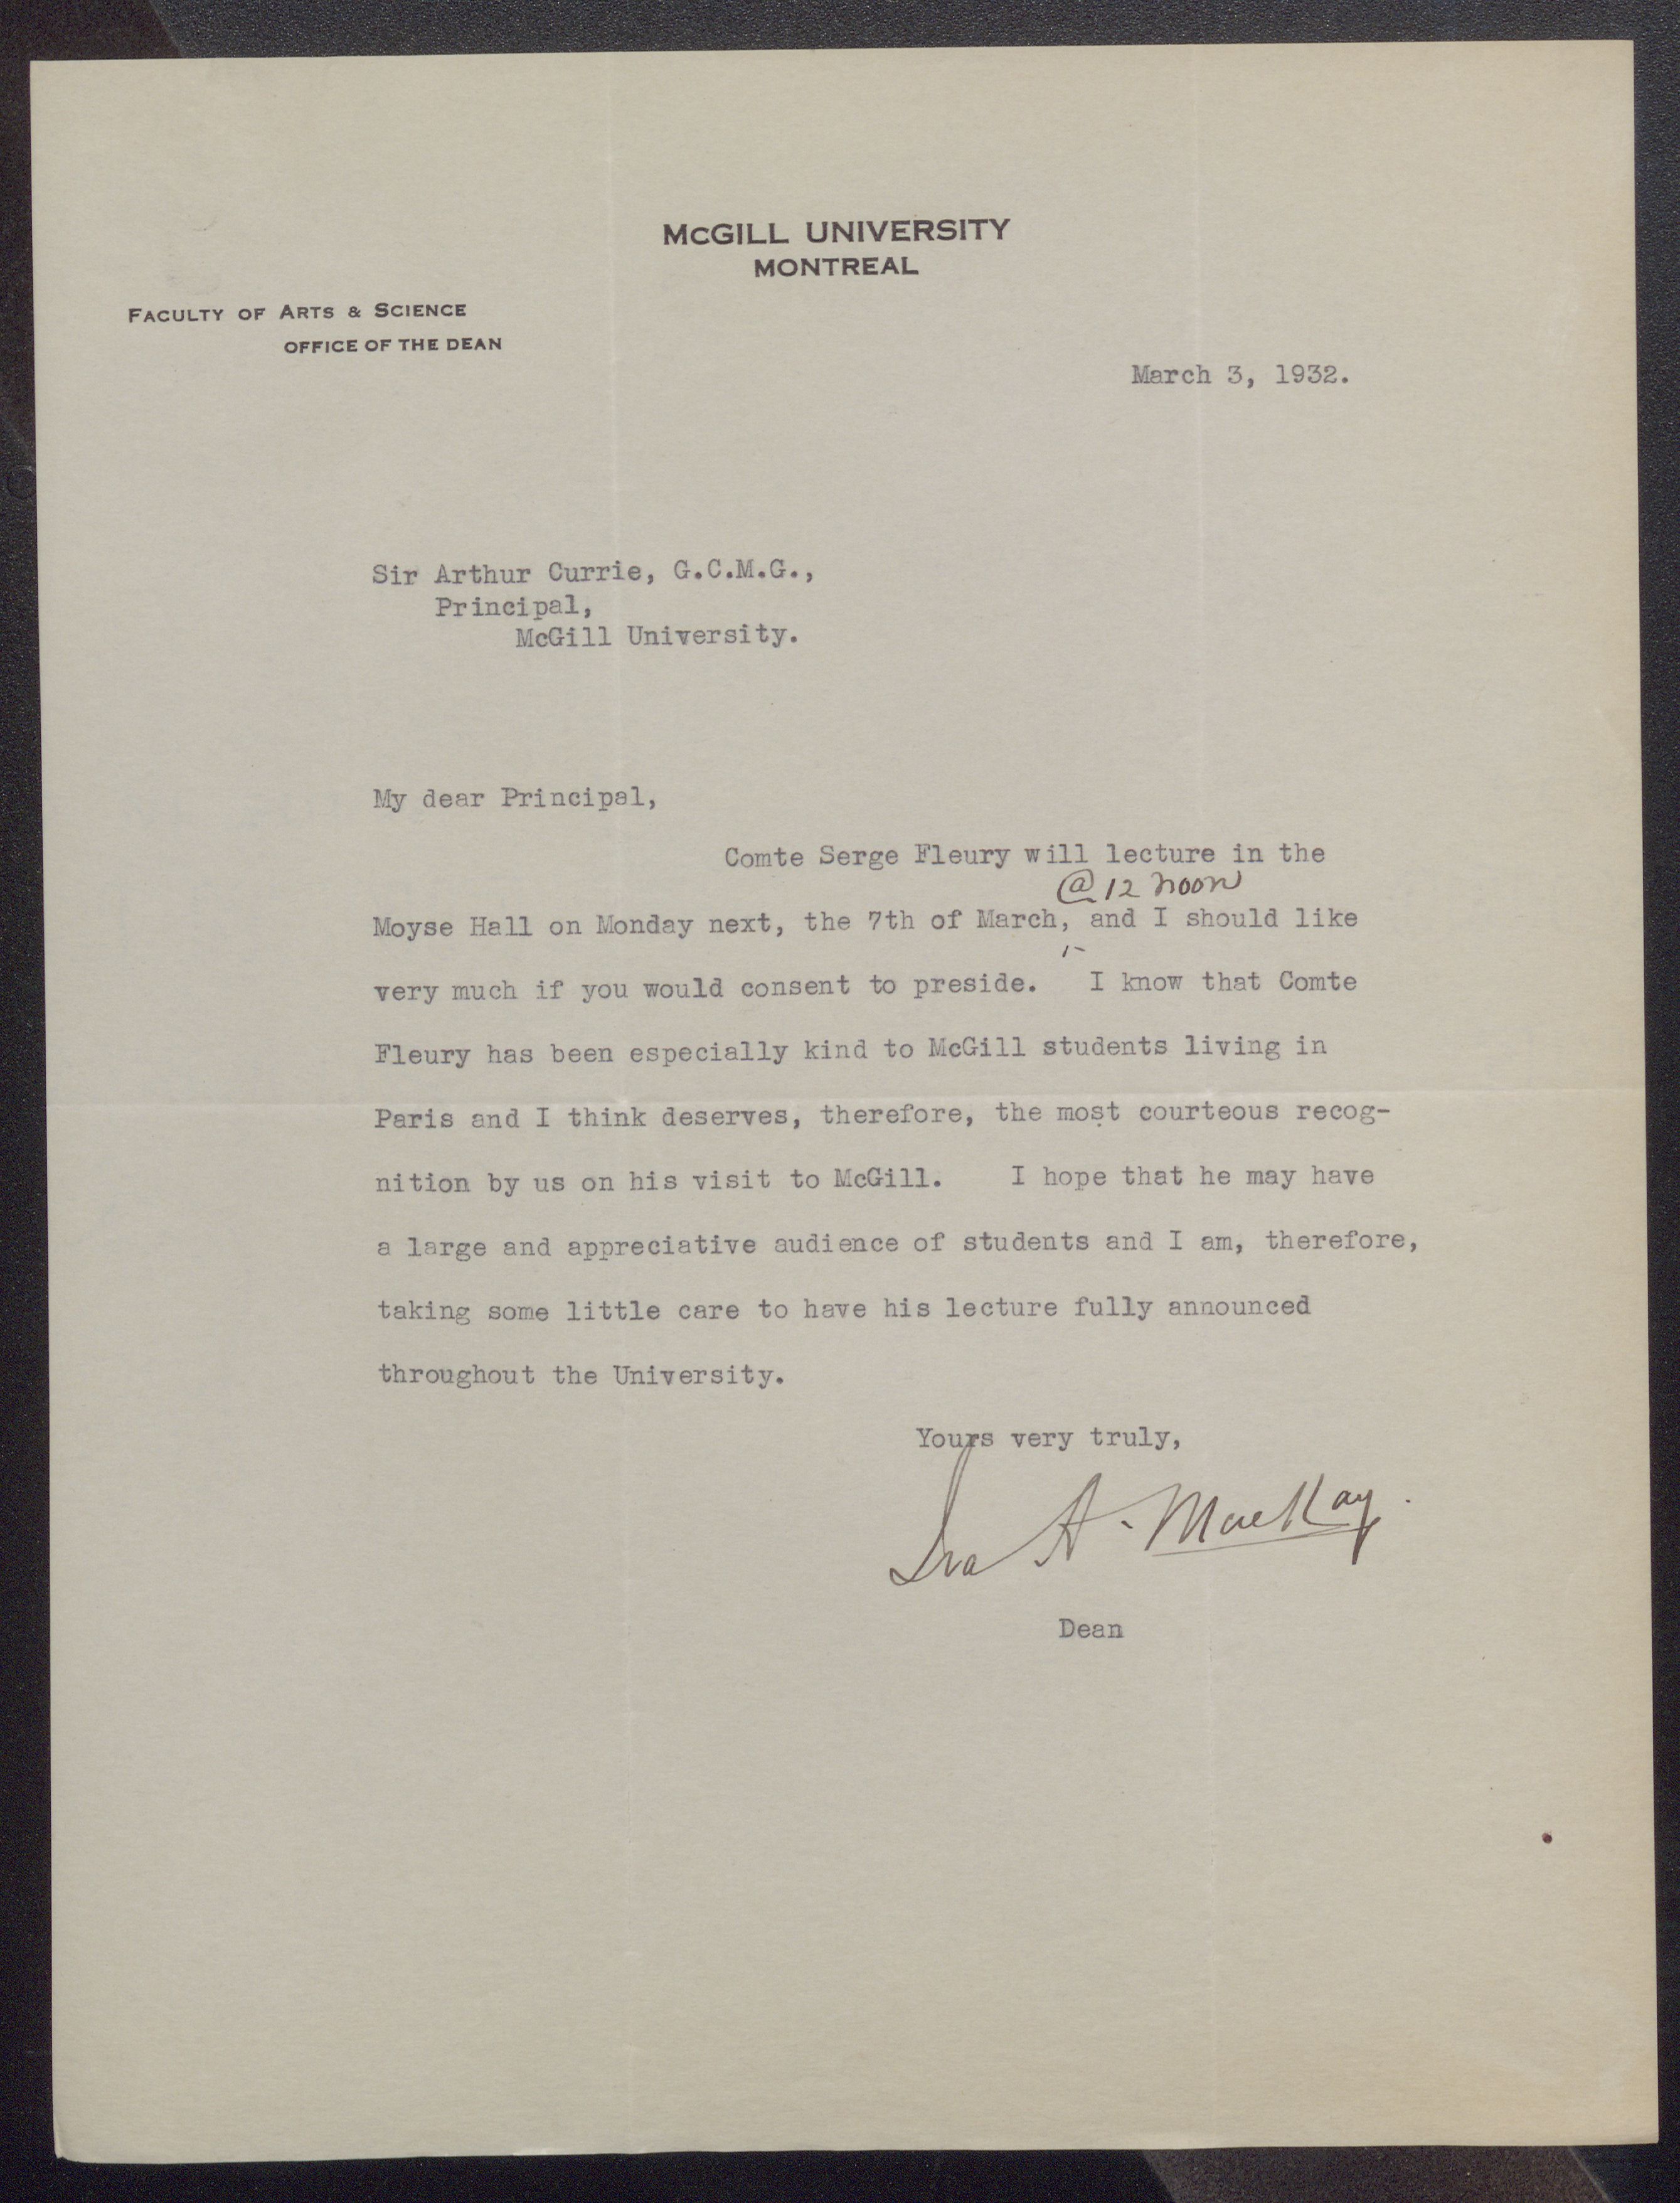 McGILL UNIVERSITY
MONTREAL
FACULTY OF ARTS & SCIENCE
OFFICE OF THE DEAN
March 3, 1932.
Sir Arthur Currie, G.C.M.G.,
Principal,
McGill University.
My dear Principal,
Comte Serge Fleury will lecture in the
@ 12 noon
Moyse Hall on Monday next, the 7th of March, and I should like
very much if you would consent to preside. I know that Comte
Fleury has been especially kind to McGill students living in
Paris and I think deserves, therefore, the most courteous recog-
nition by us on his visit to McGill. I hope that he may have
a large and appreciative audience of students and I am, therefore,
taking some little care to have his lecture fully announced
throughout the University.
Yours very truly,
Ira A. MacKay.
Dean